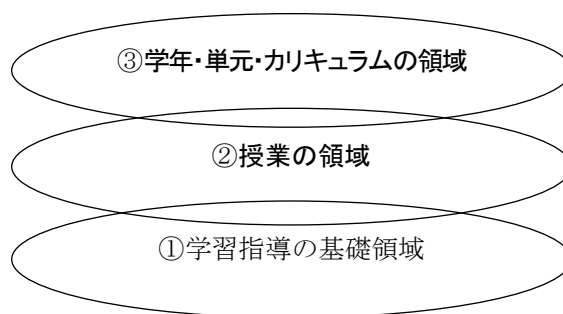 ③学年・単元・カリキュラムの領域
②授業の領域
①学習指導の基礎領域